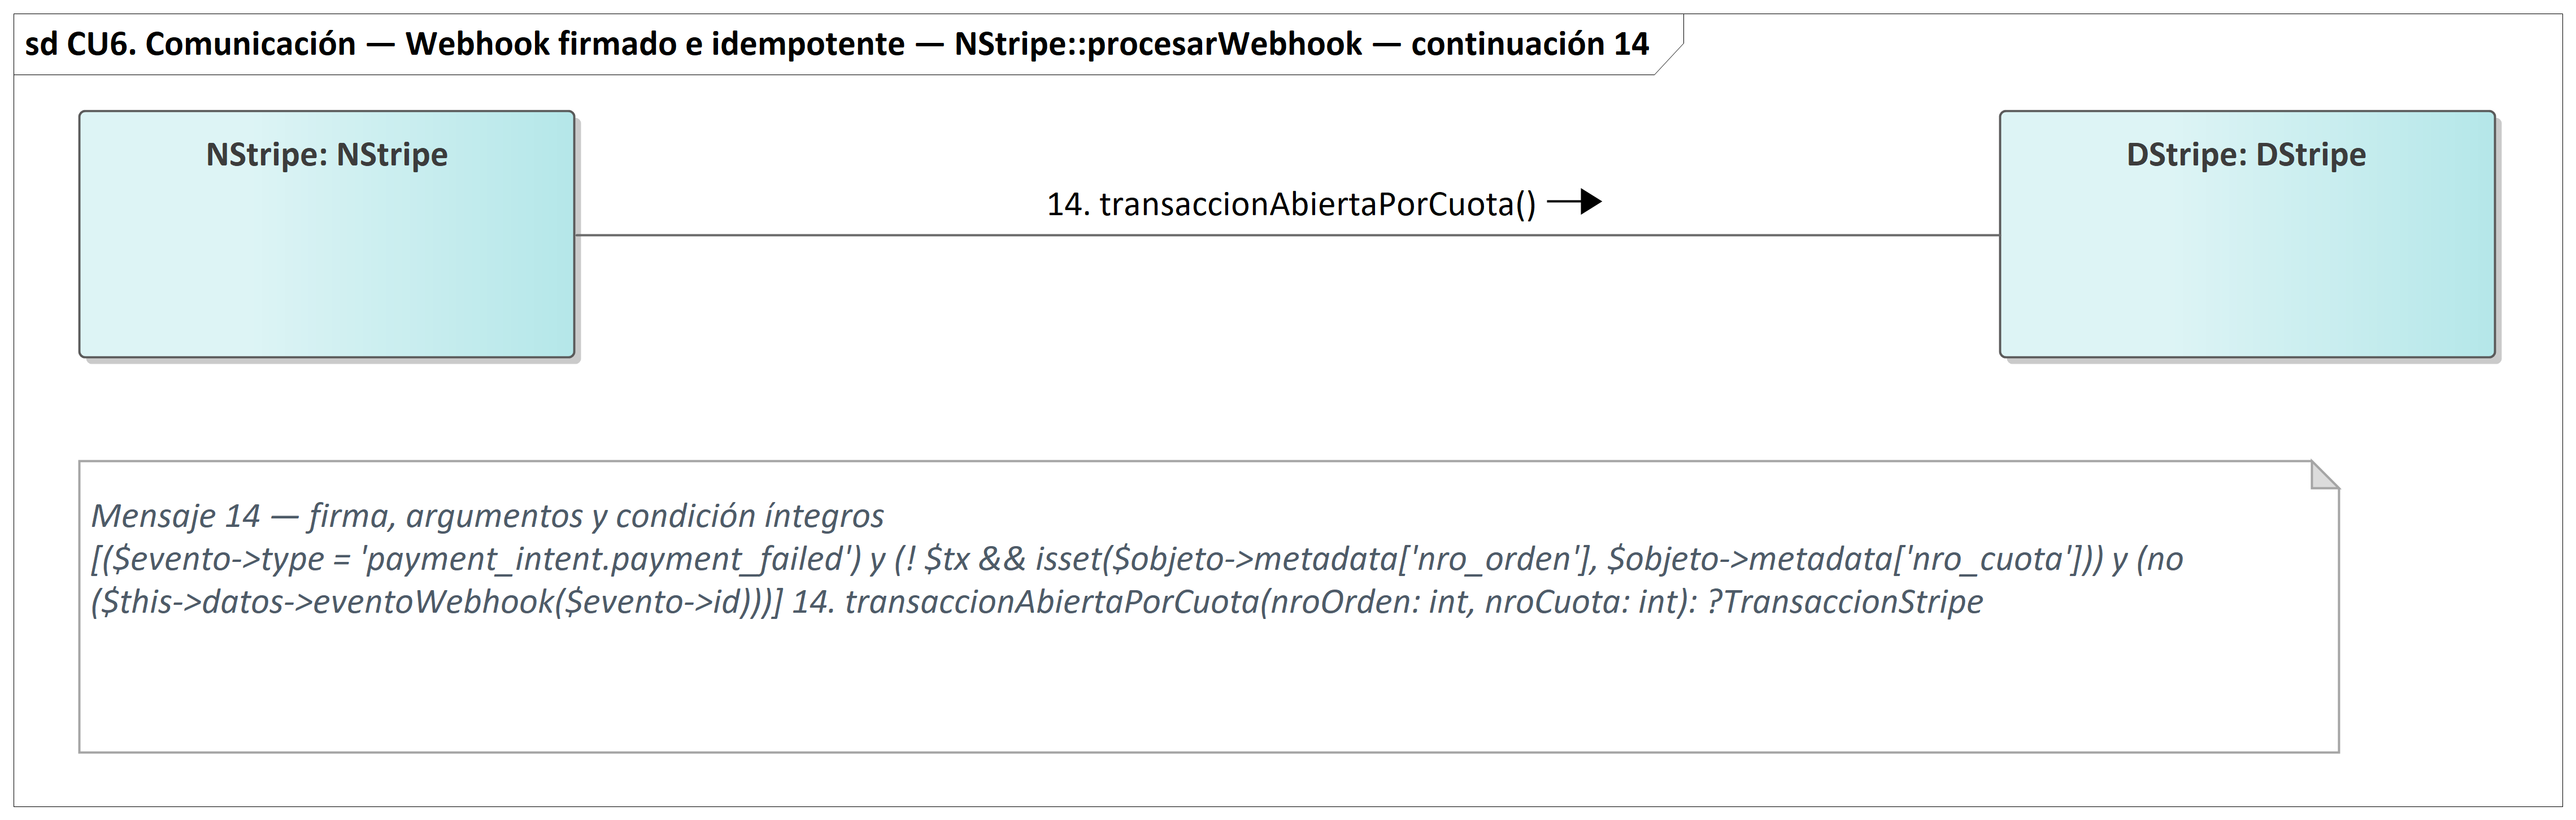 sd CU6. Comunicación — Webhook firmado e idempotente — NStripe::procesarWebhook — continuación 14
NStripe: NStripe
DStripe: DStripe
14. transaccionAbiertaPorCuota()
Mensaje 14 — firma, argumentos y condición íntegros
[($evento->type = 'payment_intent.payment_failed') y (! $tx && isset($objeto->metadata['nro_orden'], $objeto->metadata['nro_cuota'])) y (no
($this->datos->eventoWebhook($evento->id)))] 14. transaccionAbiertaPorCuota(nroOrden: int, nroCuota: int): ?TransaccionStripe